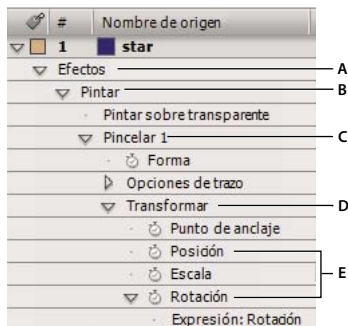 # Nombre de origen
1 star
Efectos A
Pintar B
Pintar sobre transparente
Pincelar 1 C
Forma
Opciones de trazo
Transformar D
Punto de anclaje
Posición
Escala E
Rotación
Expresión: Rotación